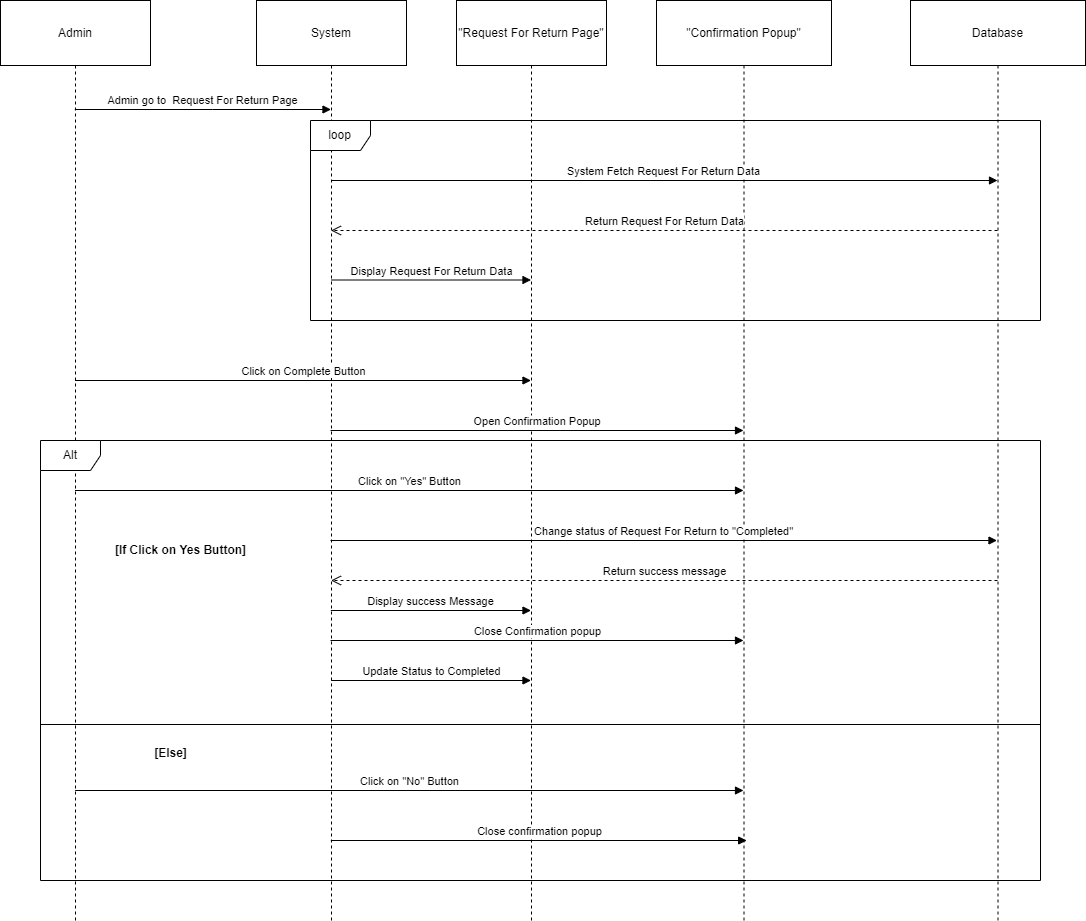 Admin
System
"Request For Return Page"
"Confirmation Popup"
Database
Admin go to  Request For Return Page
loop
System Fetch Request For Return Data
Return Request For Return Data
Display Request For Return Data
Click on Complete Button
Open Confirmation Popup
Alt
Click on "Yes" Button
Change status of Request For Return to "Completed"
[If Click on Yes Button]
Return success message
Display success Message
Close Confirmation popup
Update Status to Completed
[Else]
Click on "No" Button
Close confirmation popup